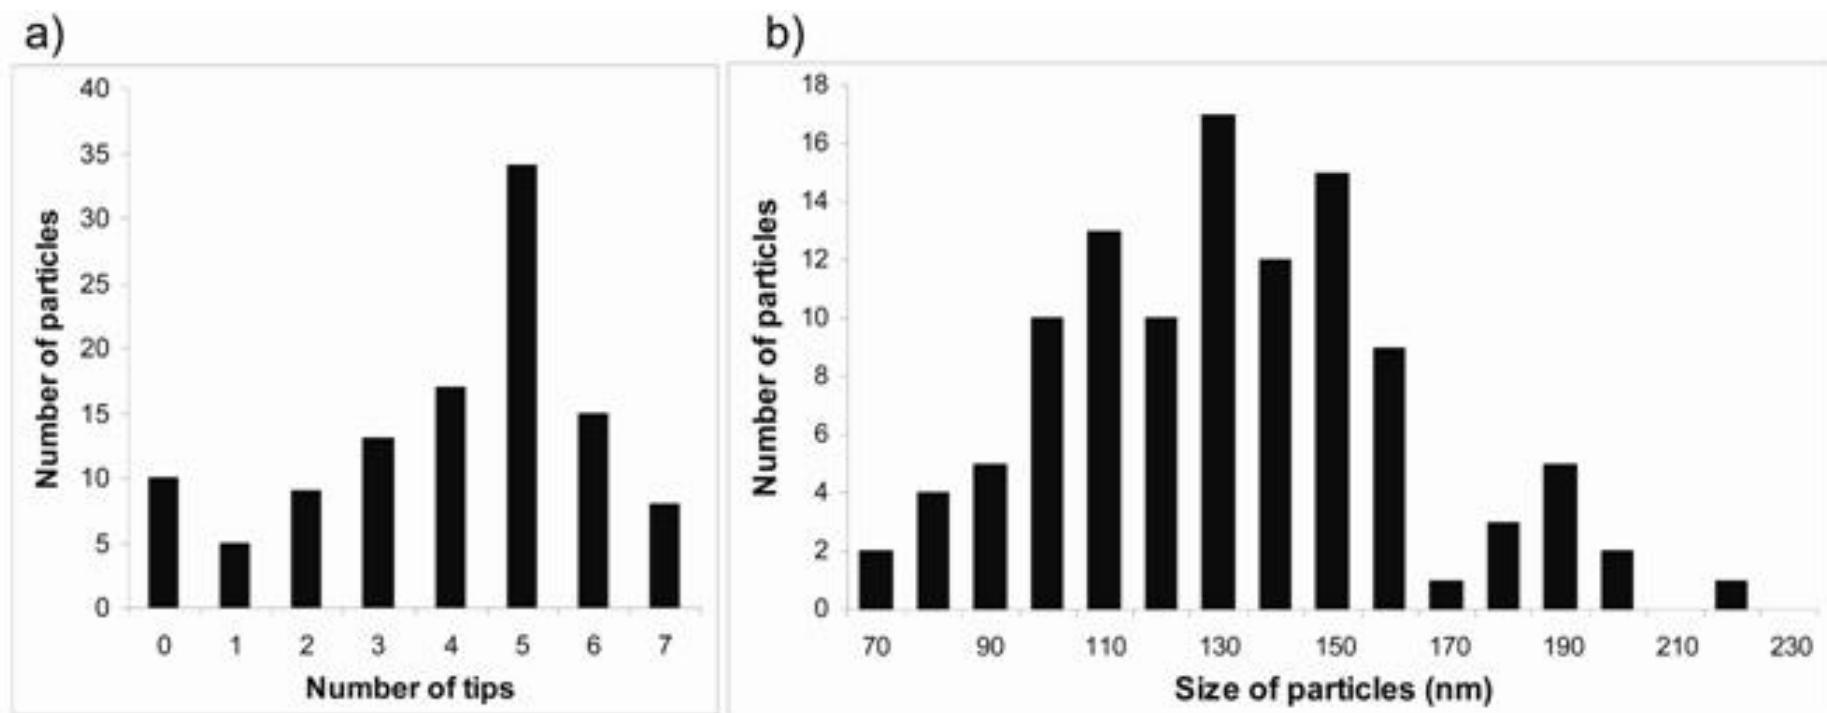 a)
40
35
30
25
20
15
10
5
0
Number of particles
0 1 2 3 4 5 6 7
Number of tips
b)
18
16
14
12
10
8
6
4
2
0
Number of particles
70 90 110 130 150 170 190 210 230
Size of particles (nm)